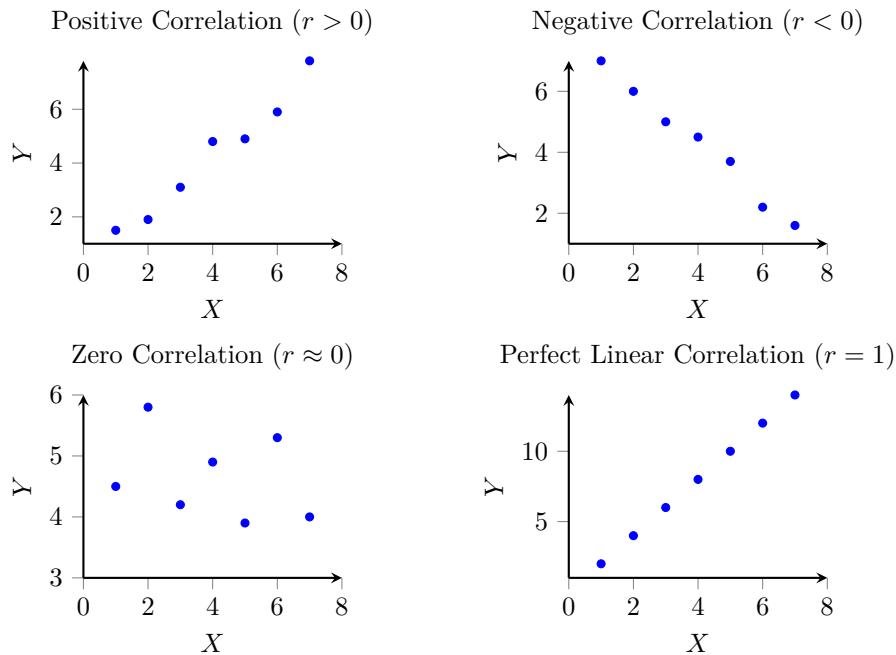 Positive Correlation (r > 0)
Y
6
4
2
0 2 4 6 8
X
Negative Correlation (r < 0)
Y
6
4
2
0 2 4 6 8
X
Zero Correlation (r ≈ 0)
Y
6
5
4
3
0 2 4 6 8
X
Perfect Linear Correlation (r = 1)
Y
10
5
0 2 4 6 8
X